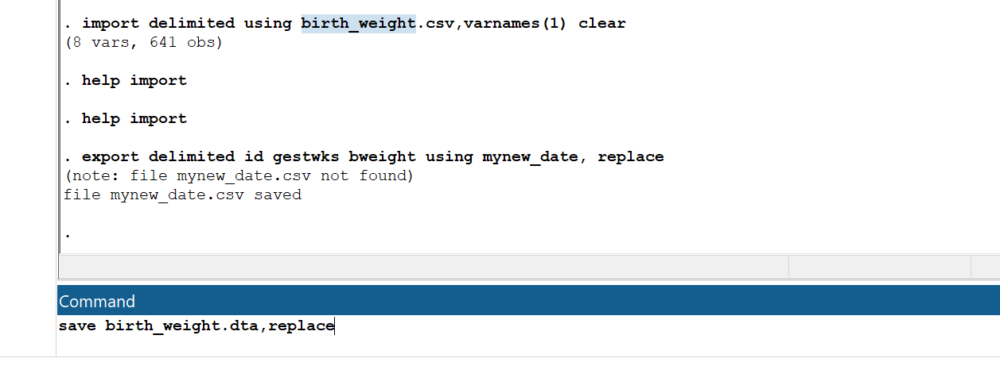 . import delimited using birth_weight.csv,varnames(1) clear
(8 vars, 641 obs)
. help import
. help import
. export delimited id gestwks bweight using mynew_date, replace
(note: file mynew_date.csv not found)
file mynew_date.csv saved
.
Command
save birth_weight.dta,replace